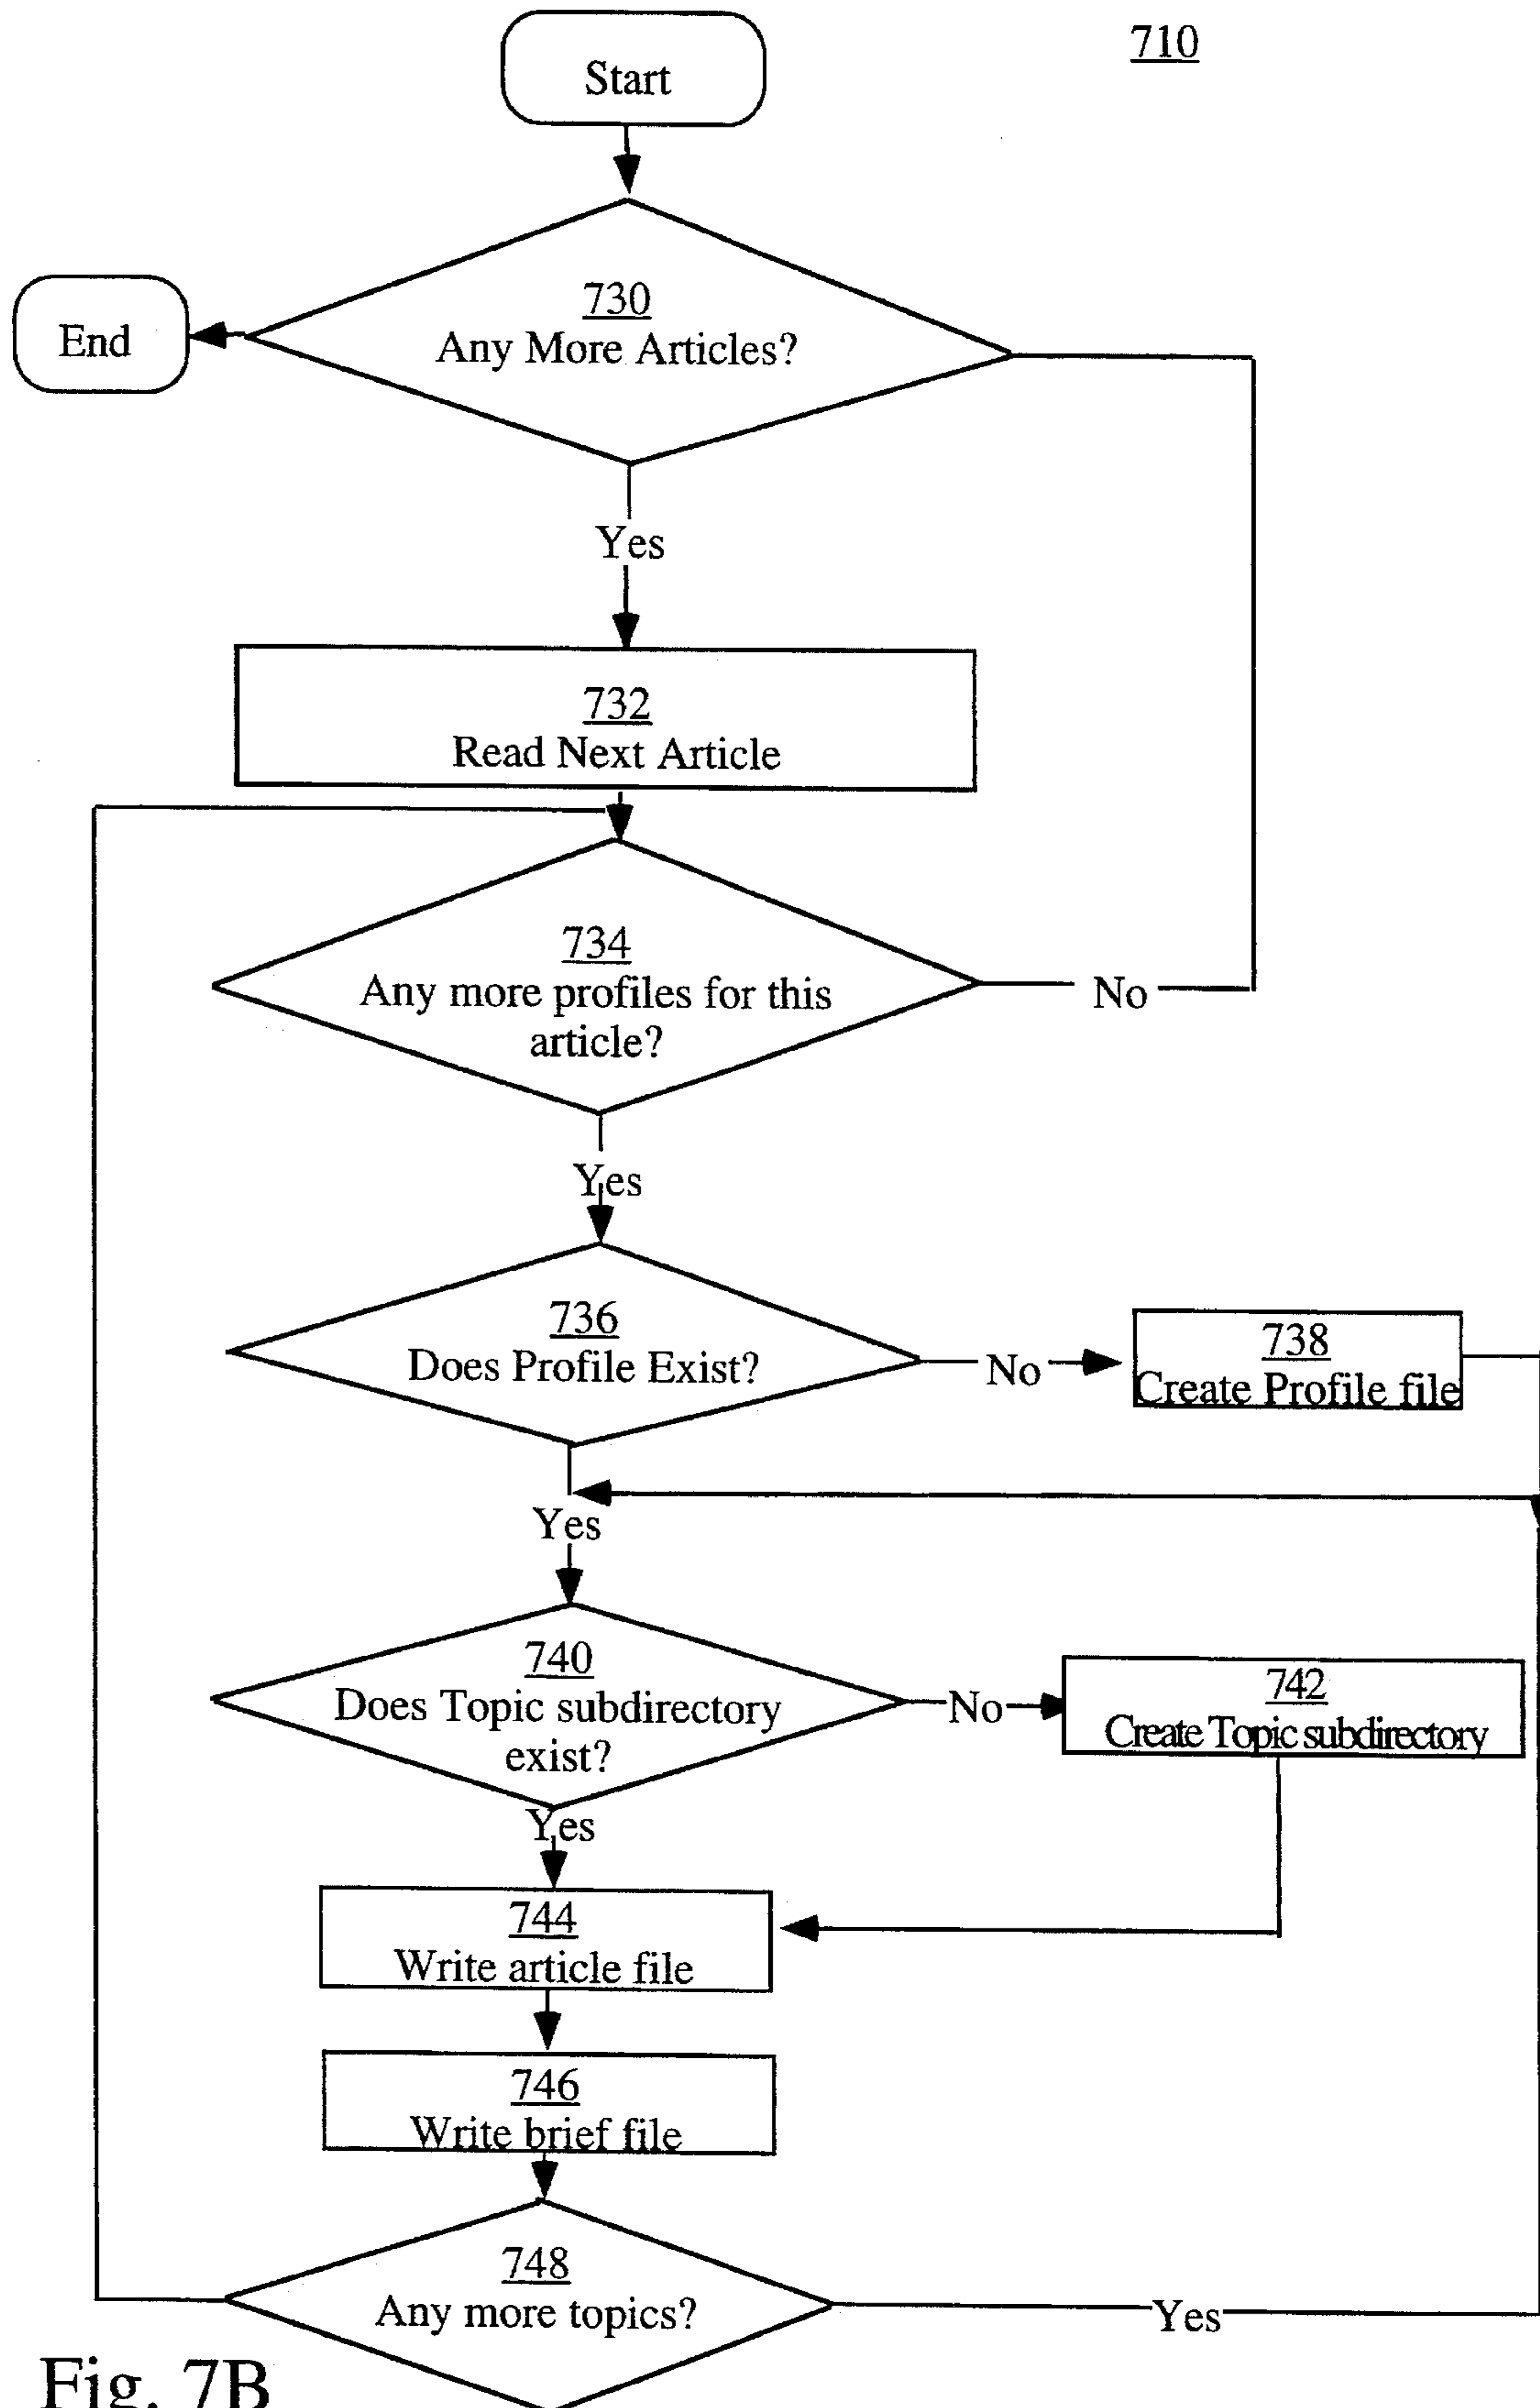 710
Start
730
Any More Articles?
End
Yes
732
Read Next Article
734
Any more profiles for this
article?
No
Yes
736
Does Profile Exist?
No
738
Create Profile file
Yes
740
Does Topic subdirectory
exist?
No
742
Create Topic subdirectory
Yes
744
Write article file
746
Write brief file
748
Any more topics?
Yes
Fig. 7B